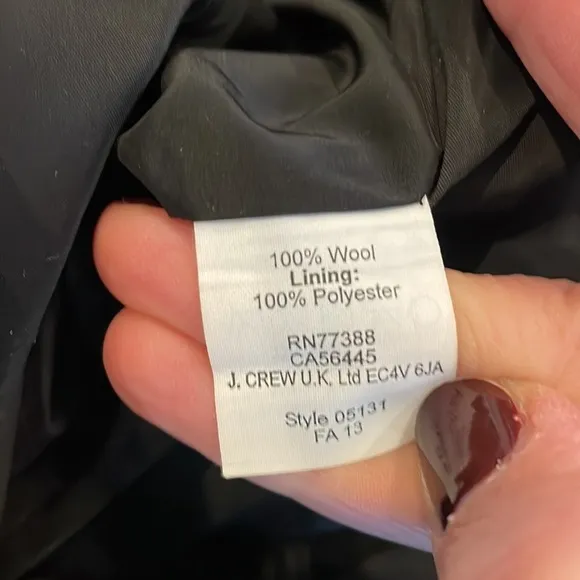 100% Wool
Lining:
100% Polyester
RN77388
CA56445
J. CREW U.K. Ltd EC4V 6JA
Style 05131
FA 13